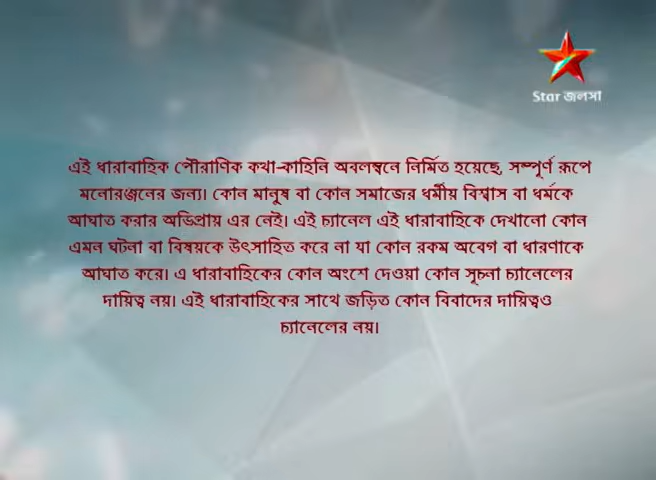 Star জলসা
এই ধারাবাহিক পৌরাণিক কথা-কাহিনি অবলম্বনে নির্মিত হয়েছে, সম্পূর্ণ রূপে
মনোরঞ্জনের জন্য। কোন মানুষ বা কোন সমাজের ধর্মীয় বিশ্বাস বা ধর্মকে
আঘাত করার অভিপ্রায় এর নেই। এই চ্যানেল এই ধারাবাহিকে দেখানো কোন
এমন ঘটনা বা বিষয়কে উৎসাহিত করে না যা কোন রকম অবেগ বা ধারণাকে
আঘাত করে। এ ধারাবাহিকের কোন অংশে দেওয়া কোন সূচনা চ্যানেলের
দায়িত্ব নয়। এই ধারাবাহিকের সাথে জড়িত কোন বিবাদের দায়িত্বও
চ্যানেলের নয়।